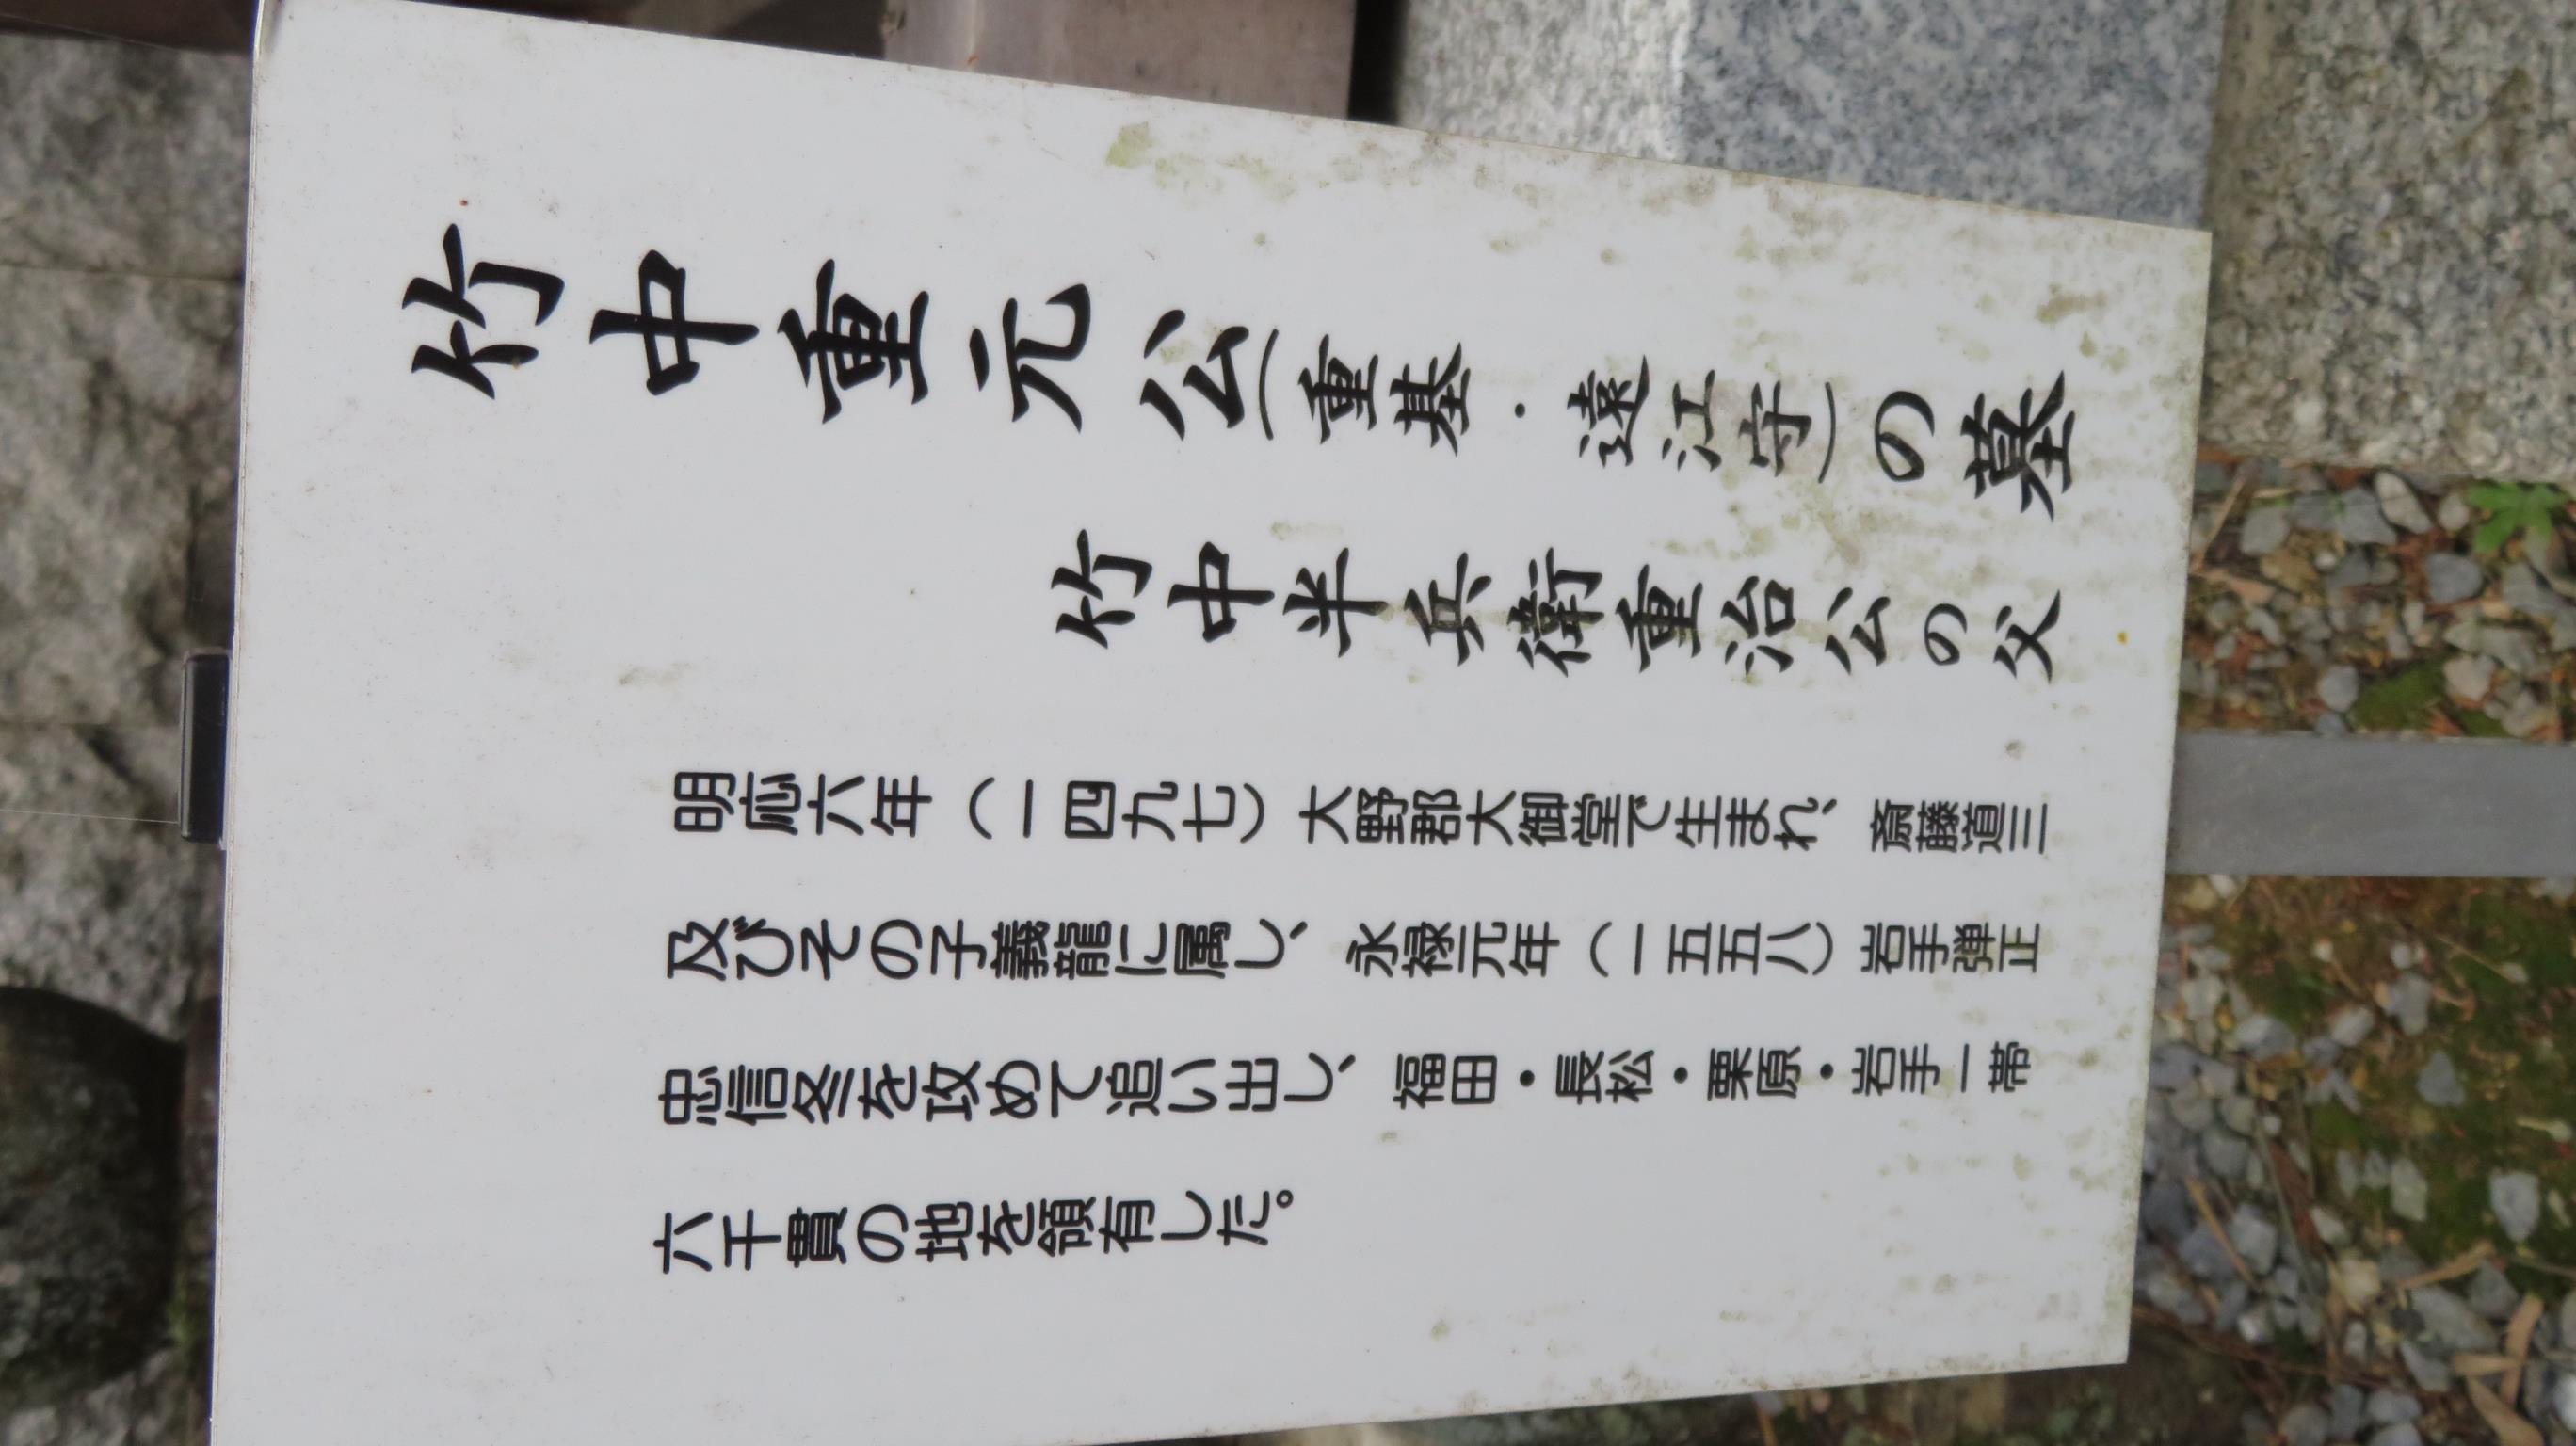 竹中重元公(重基・遠江守)の墓
竹中半兵衛重治公の父
明応六年(一四九七)大野郡大御堂で生まれ、斎藤道三
及びその子義龍に属し、永禄元年(一五五八)岩手弾正
忠信冬を攻めて追い出し、福田・長松・栗原・岩手一帯
六千貫の地を領有した。